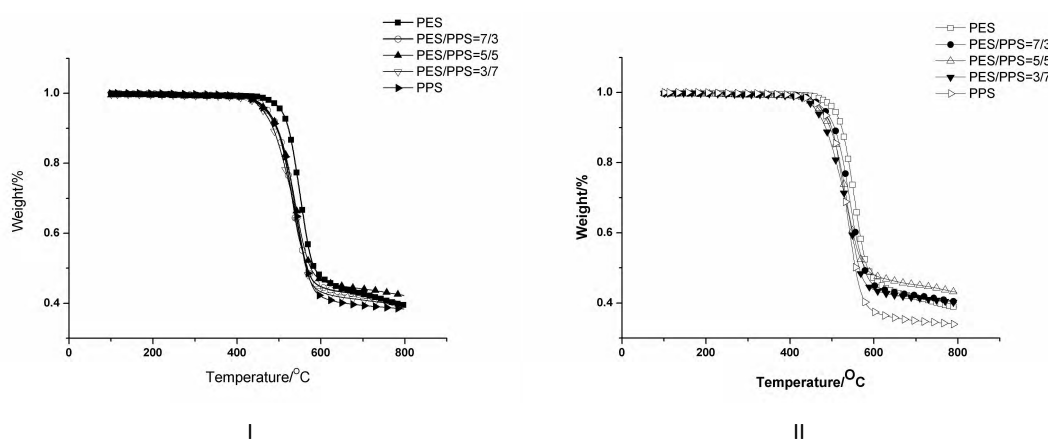 PES
PES/PPS=7/3
PES/PPS=5/5
PES/PPS=3/7
PPS
1.0
0.8
0.6
0.4
Weight/%
0
200
400
600
800
Temperature/°C
I
PES
PES/PPS=7/3
PES/PPS=5/5
PES/PPS=3/7
PPS
1.0
0.8
0.6
0.4
Weight/%
0
200
400
600
800
Temperature/°C
II